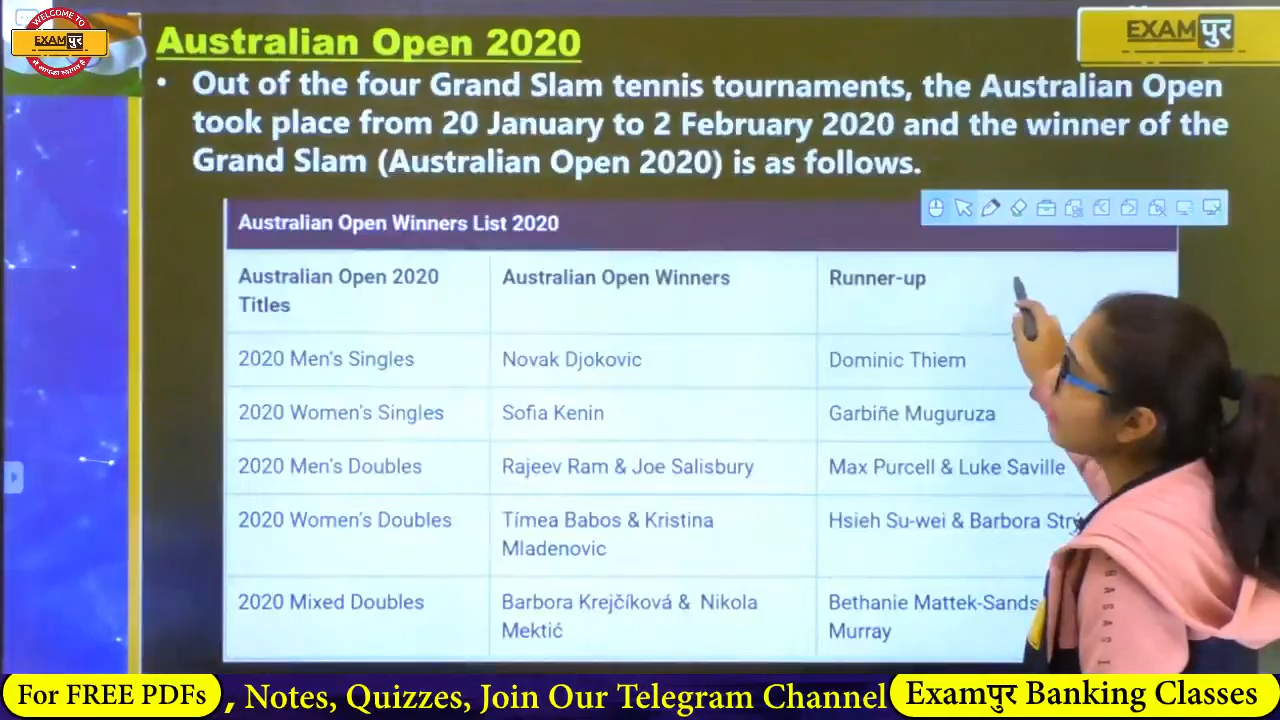 WELCOME TO
EXAMपुर
Australian Open 2020
EXAMपुर
• Out of the four Grand Slam tennis tournaments, the Australian Open
took place from 20 January to 2 February 2020 and the winner of the
Grand Slam (Australian Open 2020) is as follows.
Australian Open Winners List 2020
Australian Open 2020 Titles
Australian Open Winners
Runner-up
2020 Men's Singles
Novak Djokovic
Dominic Thiem
2020 Women's Singles
Sofia Kenin
Garbiñe Muguruza
2020 Men's Doubles
Rajeev Ram & Joe Salisbury
Max Purcell & Luke Saville
2020 Women's Doubles
Tímea Babos & Kristina
Mladenovic
Hsieh Su-wei & Barbora
2020 Mixed Doubles
Barbora Krejčíková & Nikola
Mektić
Bethanie Mattek-Sands
Murray
For FREE PDFs , Notes, Quizzes, Join Our Telegram Channel Examपुर Banking Classes